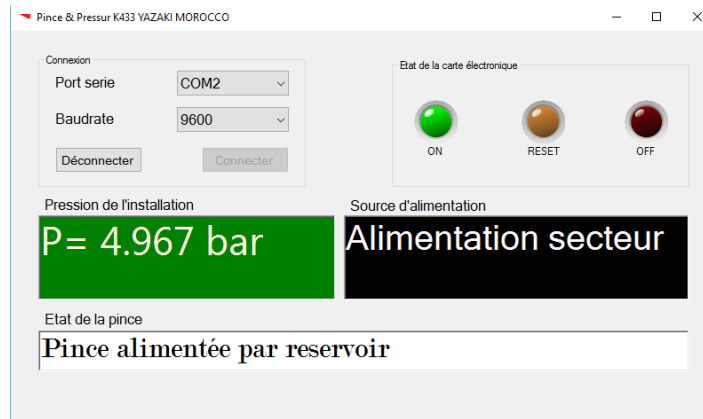 Pince & Pressur K433 YAZAKI MOROCCO
Connexion
Port serie
COM2
Baudrate
9600
Déconnecter
Connecter
Etat de la carte électronique
ON
RESET
OFF
Pression de l'installation
P= 4.967 bar
Source d'alimentation
Alimentation secteur
Etat de la pince
Pince alimentée par reservoir